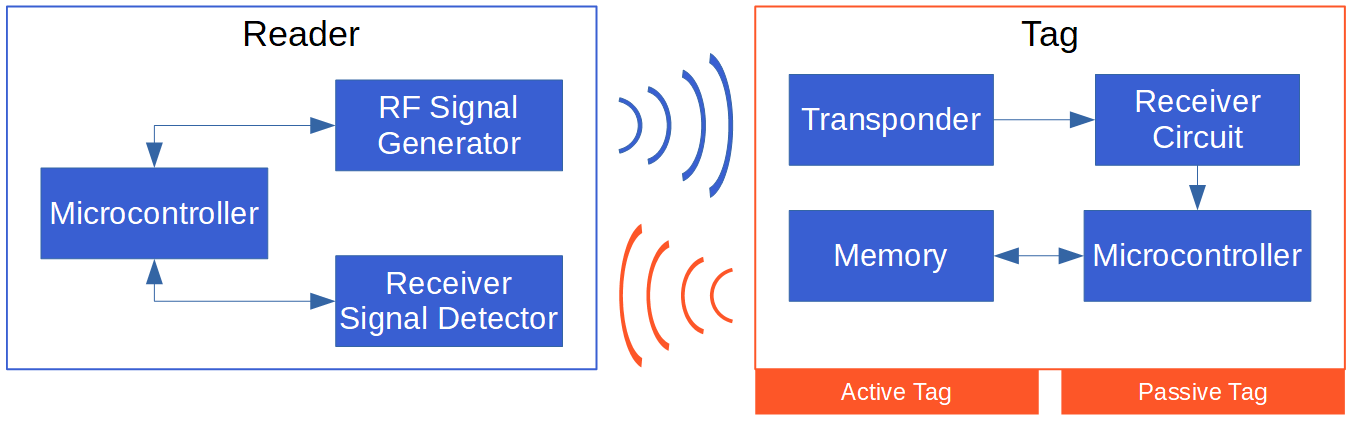 Reader
RF Signal
Generator
Microcontroller
Receiver
Signal Detector
Tag
Transponder
Receiver
Circuit
Memory
Microcontroller
Active Tag
Passive Tag